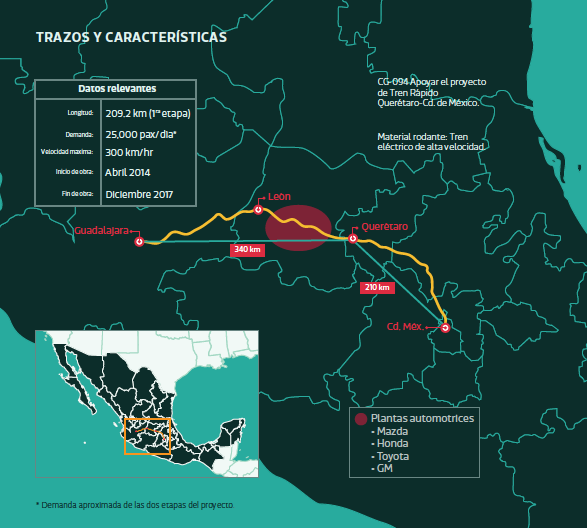 TRAZOS Y CARACTERÍSTICAS
Datos relevantes
Longitud: 209.2 km (1ra etapa)
Demanda: 25,000 pax/dia*
Velocidad maxima: 300 km/hr
Inicio de obra: Abril 2014
Fin de obra: Diciembre 2017
CG-094 Apoyar el proyecto
de Tren Rápido
Querétaro-Cd. de México.
Material rodante: Tren
eléctrico de alta velocidad.
León
Guadalajara
Querétaro
340 km
210 km
Cd. Méx.
Plantas automotrices
- Mazda
- Honda
- Toyota
- GM
* Demanda aproximada de las dos etapas del proyecto.